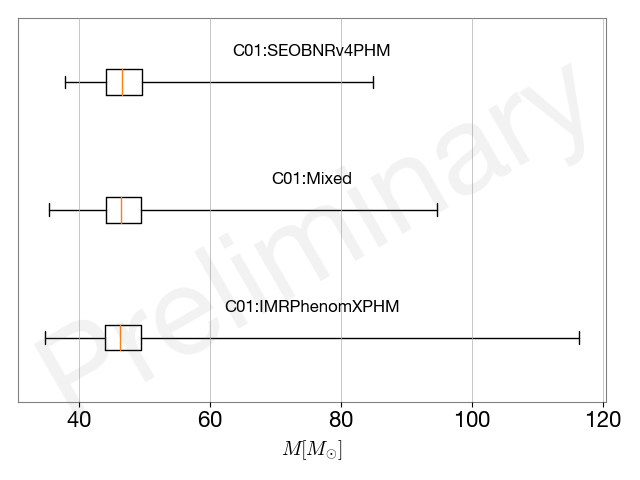 C01:SEOBNRv4PHM
C01:Mixed
C01:IMRPhenomXPHM
Preliminary
40 60 80 100 120
M[M⊙]